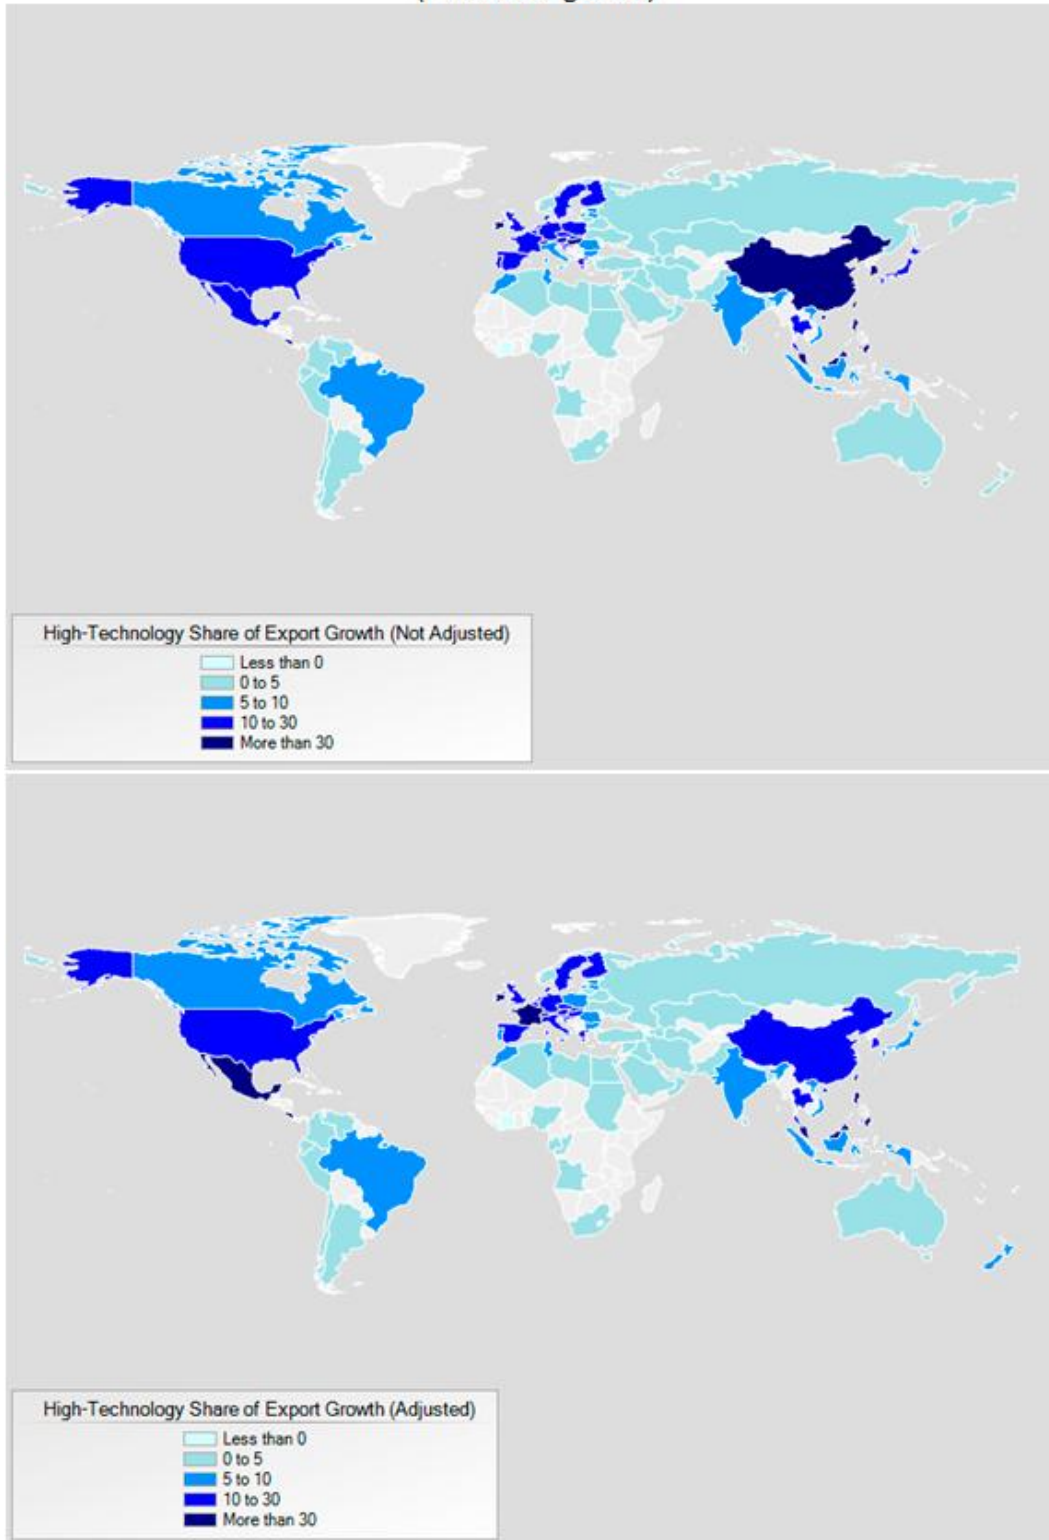 High-Technology Share of Export Growth (Not Adjusted)
Less than 0
0 to 5
5 to 10
10 to 30
More than 30
High-Technology Share of Export Growth (Adjusted)
Less than 0
0 to 5
5 to 10
10 to 30
More than 30